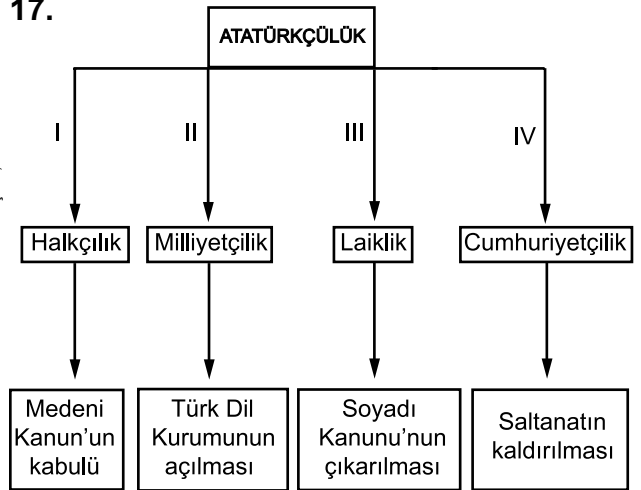 17.
ATATÜRKÇÜLÜK
I II III IV
Halkçılık Milliyetçilik Laiklik Cumhuriyetçilik
Medeni
Kanun'un
kabulü
Türk Dil
Kurumunun
açılması
Soyadı
Kanunu'nun
çıkarılması
Saltanatın
kaldırılması